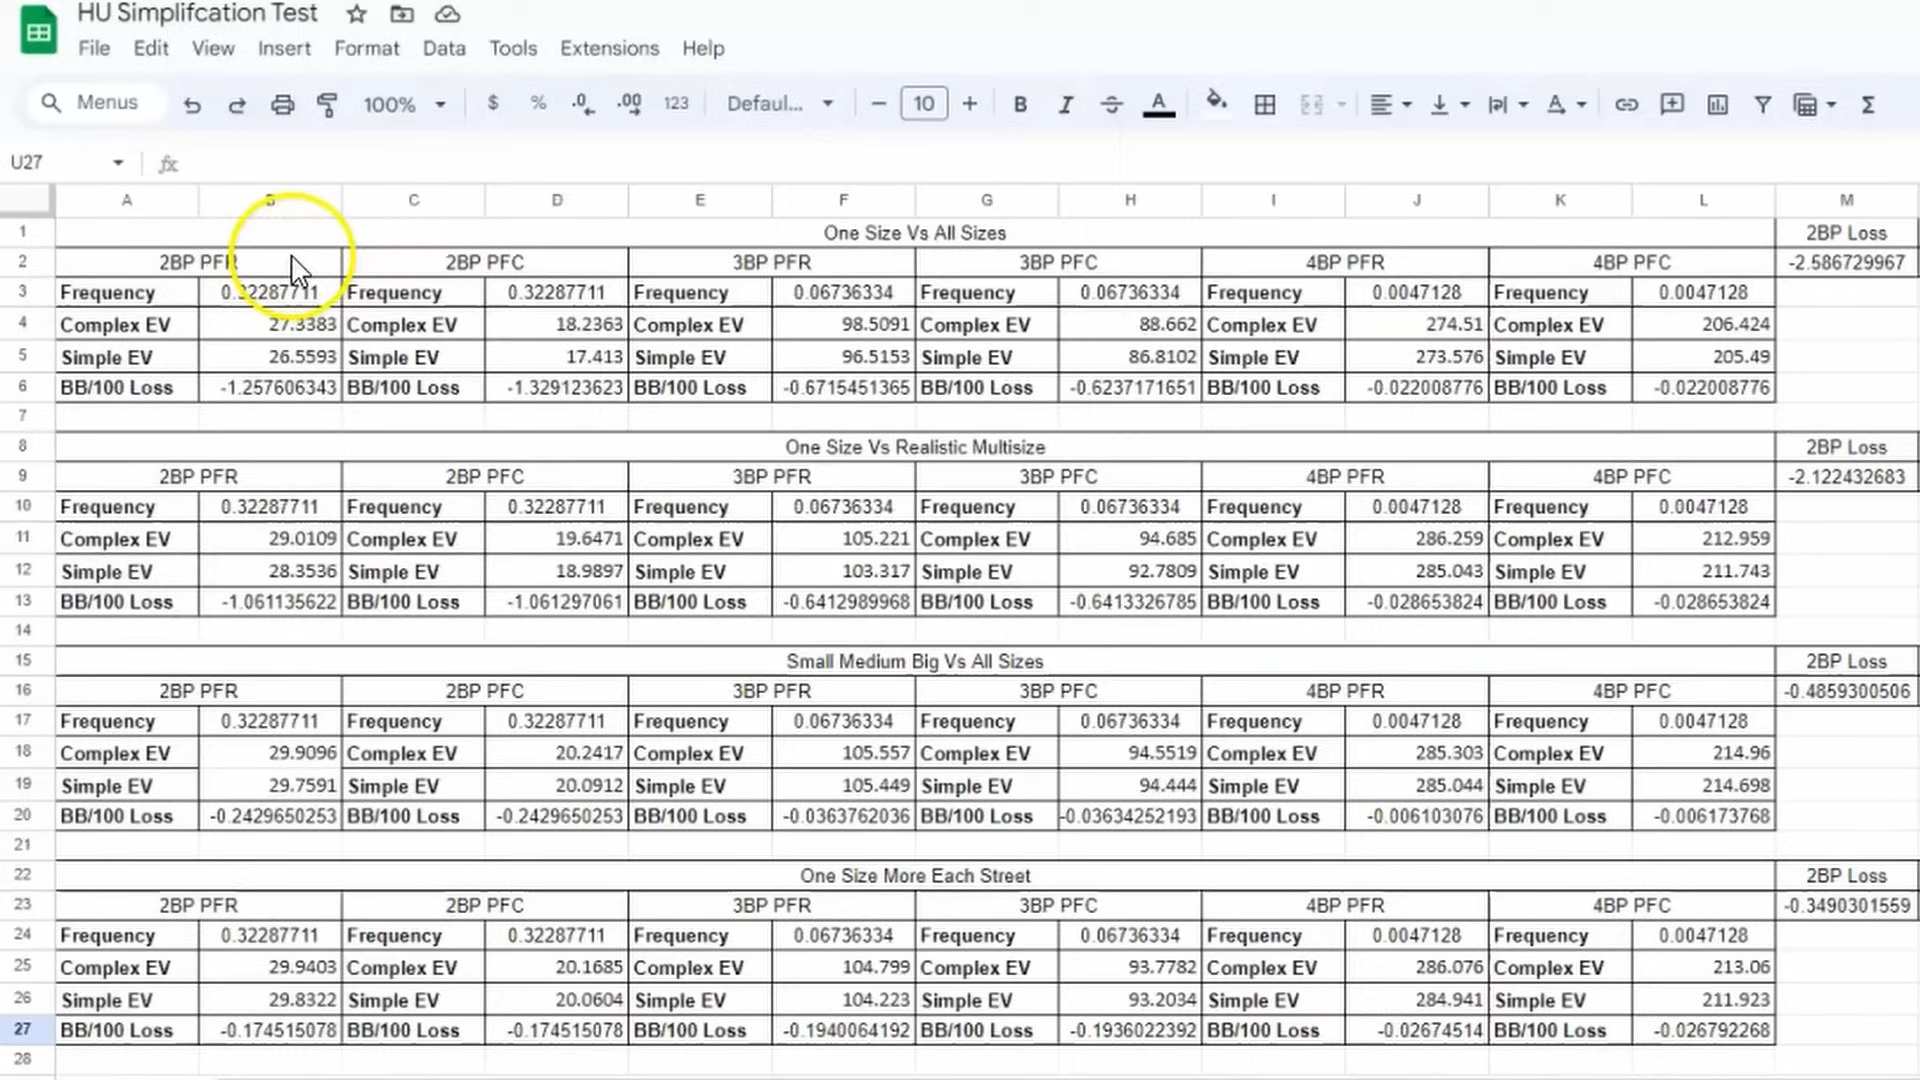 HU Simplifcation Test
File Edit View Insert Format Data Tools Extensions Help
Menus 100% $ % .0 .00 123 Defaul... 10 B I A Σ
U27 fx
A B C D E F G H I J K L M
1 One Size Vs All Sizes 2BP Loss
2 2BP PFR 2BP PFC 3BP PFR 3BP PFC 4BP PFR 4BP PFC -2.586729967
3 Frequency 0.32287711 Frequency 0.32287711 Frequency 0.06736334 Frequency 0.06736334 Frequency 0.0047128 Frequency 0.0047128
4 Complex EV 27.3383 Complex EV 18.2363 Complex EV 98.5091 Complex EV 88.662 Complex EV 274.51 Complex EV 206.424
5 Simple EV 26.5593 Simple EV 17.413 Simple EV 96.5153 Simple EV 86.8102 Simple EV 273.576 Simple EV 205.49
6 BB/100 Loss -1.257606343 BB/100 Loss -1.329123623 BB/100 Loss -0.6715451365 BB/100 Loss -0.6237171651 BB/100 Loss -0.022008776 BB/100 Loss -0.022008776
7
8 One Size Vs Realistic Multisize 2BP Loss
9 2BP PFR 2BP PFC 3BP PFR 3BP PFC 4BP PFR 4BP PFC -2.122432683
10 Frequency 0.32287711 Frequency 0.32287711 Frequency 0.06736334 Frequency 0.06736334 Frequency 0.0047128 Frequency 0.0047128
11 Complex EV 29.0109 Complex EV 19.6471 Complex EV 105.221 Complex EV 94.685 Complex EV 286.259 Complex EV 212.959
12 Simple EV 28.3536 Simple EV 18.9897 Simple EV 103.317 Simple EV 92.7809 Simple EV 285.043 Simple EV 211.743
13 BB/100 Loss -1.061135622 BB/100 Loss -1.061297061 BB/100 Loss -0.6412989968 BB/100 Loss -0.6413326785 BB/100 Loss -0.028653824 BB/100 Loss -0.028653824
14
15 Small Medium Big Vs All Sizes 2BP Loss
16 2BP PFR 2BP PFC 3BP PFR 3BP PFC 4BP PFR 4BP PFC -0.4859300506
17 Frequency 0.32287711 Frequency 0.32287711 Frequency 0.06736334 Frequency 0.06736334 Frequency 0.0047128 Frequency 0.0047128
18 Complex EV 29.9096 Complex EV 20.2417 Complex EV 105.557 Complex EV 94.5519 Complex EV 285.303 Complex EV 214.96
19 Simple EV 29.7591 Simple EV 20.0912 Simple EV 105.449 Simple EV 94.444 Simple EV 285.044 Simple EV 214.698
20 BB/100 Loss -0.2429650253 BB/100 Loss -0.2429650253 BB/100 Loss -0.0363762036 BB/100 Loss -0.03634252193 BB/100 Loss -0.006103076 BB/100 Loss -0.006173768
21
22 One Size More Each Street 2BP Loss
23 2BP PFR 2BP PFC 3BP PFR 3BP PFC 4BP PFR 4BP PFC -0.3490301559
24 Frequency 0.32287711 Frequency 0.32287711 Frequency 0.06736334 Frequency 0.06736334 Frequency 0.0047128 Frequency 0.0047128
25 Complex EV 29.9403 Complex EV 20.1685 Complex EV 104.799 Complex EV 93.7782 Complex EV 286.076 Complex EV 213.06
26 Simple EV 29.8322 Simple EV 20.0604 Simple EV 104.223 Simple EV 93.2034 Simple EV 284.941 Simple EV 211.923
27 BB/100 Loss -0.174515078 BB/100 Loss -0.174515078 BB/100 Loss -0.1940064192 BB/100 Loss -0.1936022392 BB/100 Loss -0.02674514 BB/100 Loss -0.026792268
28